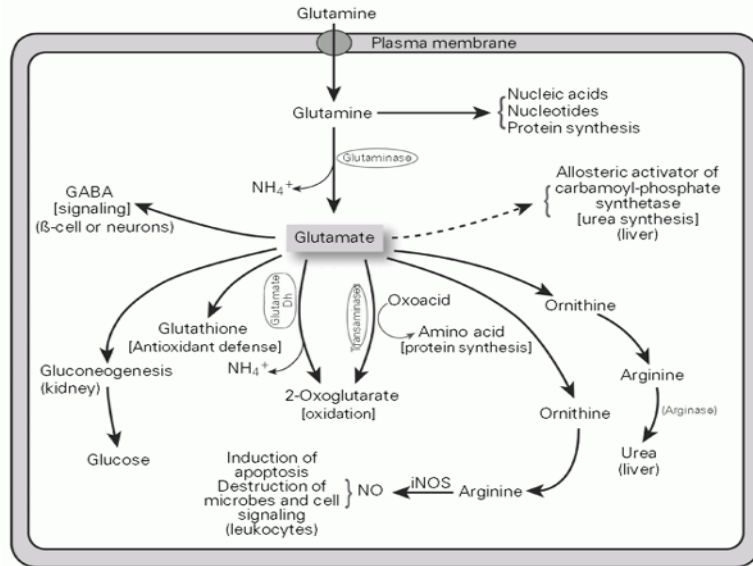 Glutamine
Plasma membrane
Glutamine
Nucleic acids
Nucleotides
Protein synthesis
Glutaminase
NH₄⁺
GABA
[signaling]
(ß-cell or neurons)
Allosteric activator of
carbamoyl-phosphate
synthetase
[urea synthesis]
(liver)
Glutamate
Glutamate
Dh
Transaminases
Oxoacid
Amino acid
[protein synthesis]
Glutathione
[Antioxidant defense]
NH₄⁺
2-Oxoglutarate
[oxidation]
Gluconeogenesis
(kidney)
Glucose
Ornithine
Arginine
(Arginase)
Urea
(liver)
Ornithine
Arginine
iNOS
NO
Induction of
apoptosis
Destruction of
microbes and cell
signaling
(leukocytes)